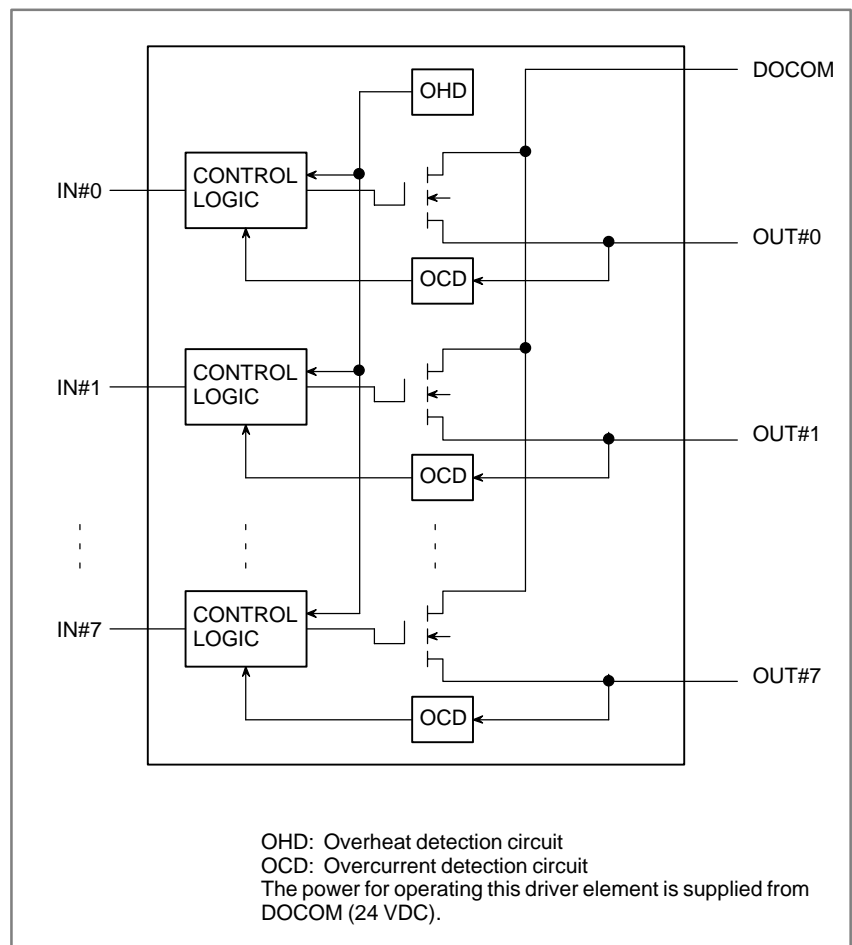 DOCOM
OHD
CONTROL
LOGIC
IN#0
OUT#0
OCD
CONTROL
LOGIC
IN#1
OUT#1
OCD
CONTROL
LOGIC
IN#7
OUT#7
OCD
OHD: Overheat detection circuit
OCD: Overcurrent detection circuit
The power for operating this driver element is supplied from
DOCOM (24 VDC).